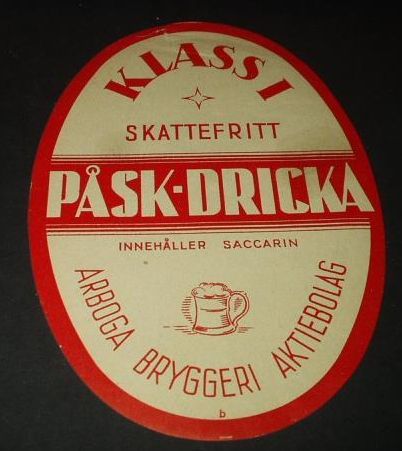 KLASS I
SKATTEFRITT
PÅSK-DRICKA
INNEHÅLLER SACCARIN
ARBOGA BRYGGERI AKTIEBOLAG
b